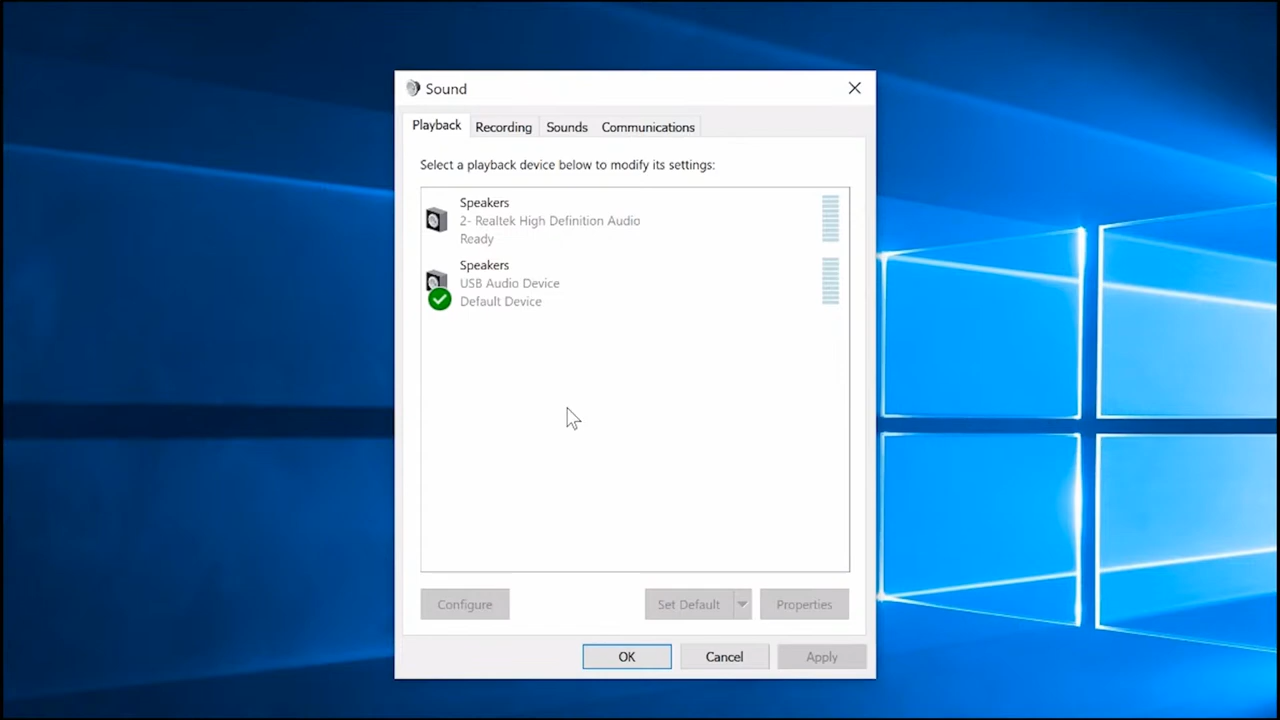 Sound
Playback
Recording
Sounds
Communications
Select a playback device below to modify its settings:
Speakers
2- Realtek High Definition Audio
Ready
Speakers
USB Audio Device
Default Device
Configure
Set Default
Properties
OK
Cancel
Apply